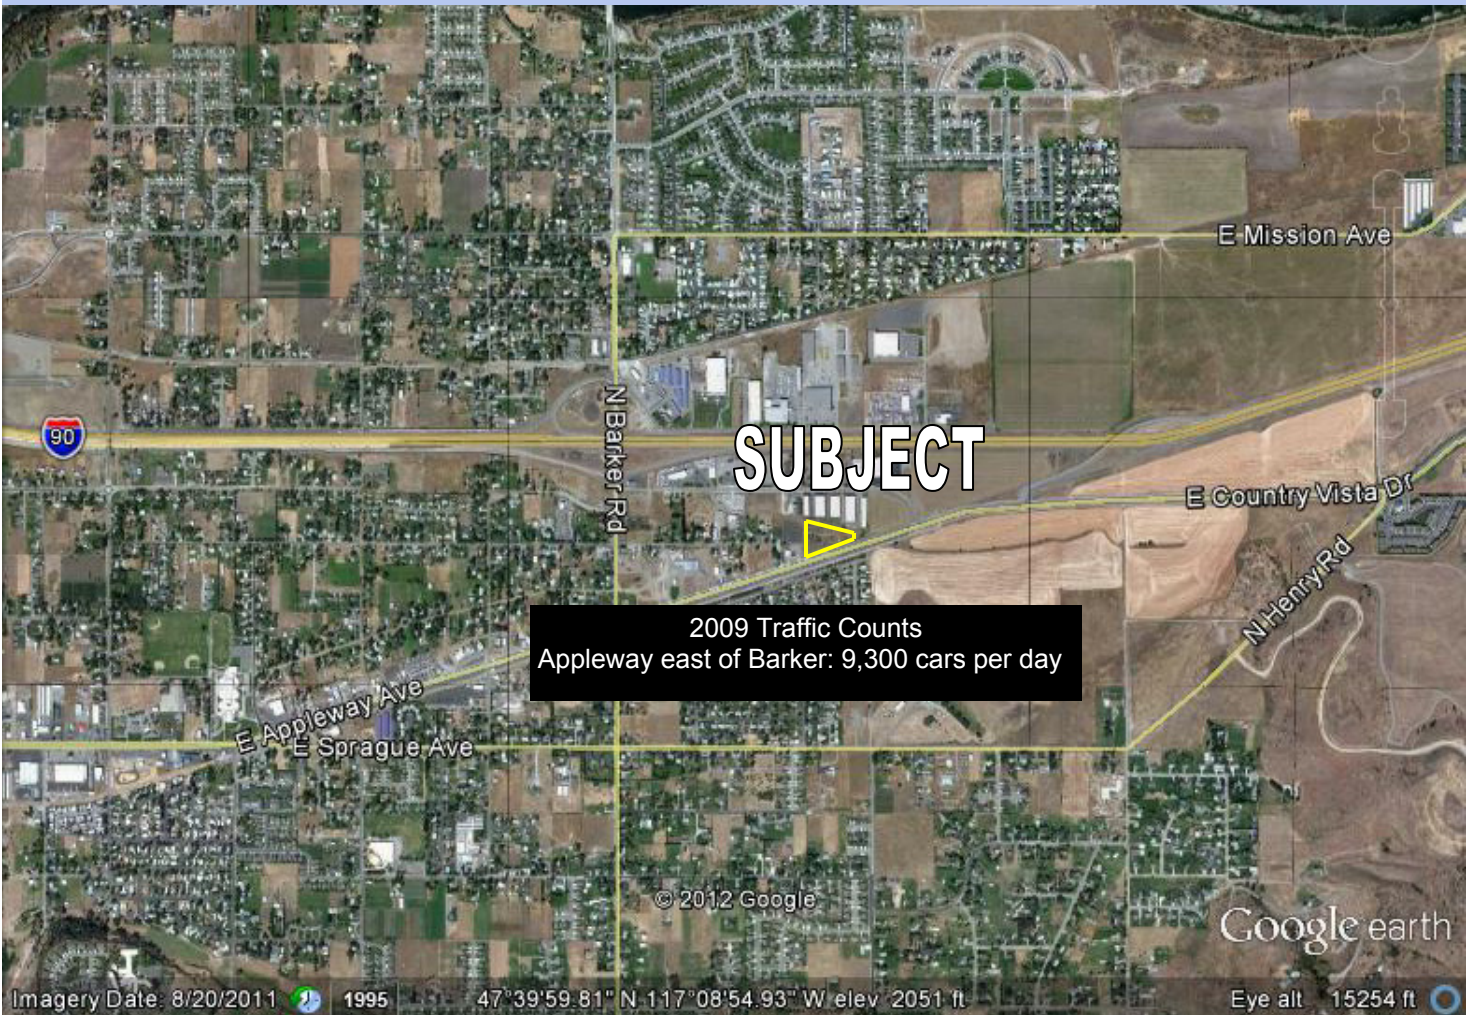 E Mission Ave
N Barker Rd
90
SUBJECT
E Country Vista Dr
N Henry Rd
2009 Traffic Counts
Appleway east of Barker: 9,300 cars per day
E Appleway Ave
E Sprague Ave
© 2012 Google
Google earth
Imagery Date: 8/20/2011 1995 47°39'59.81" N 117°08'54.93" W elev 2051 ft Eye alt 15254 ft